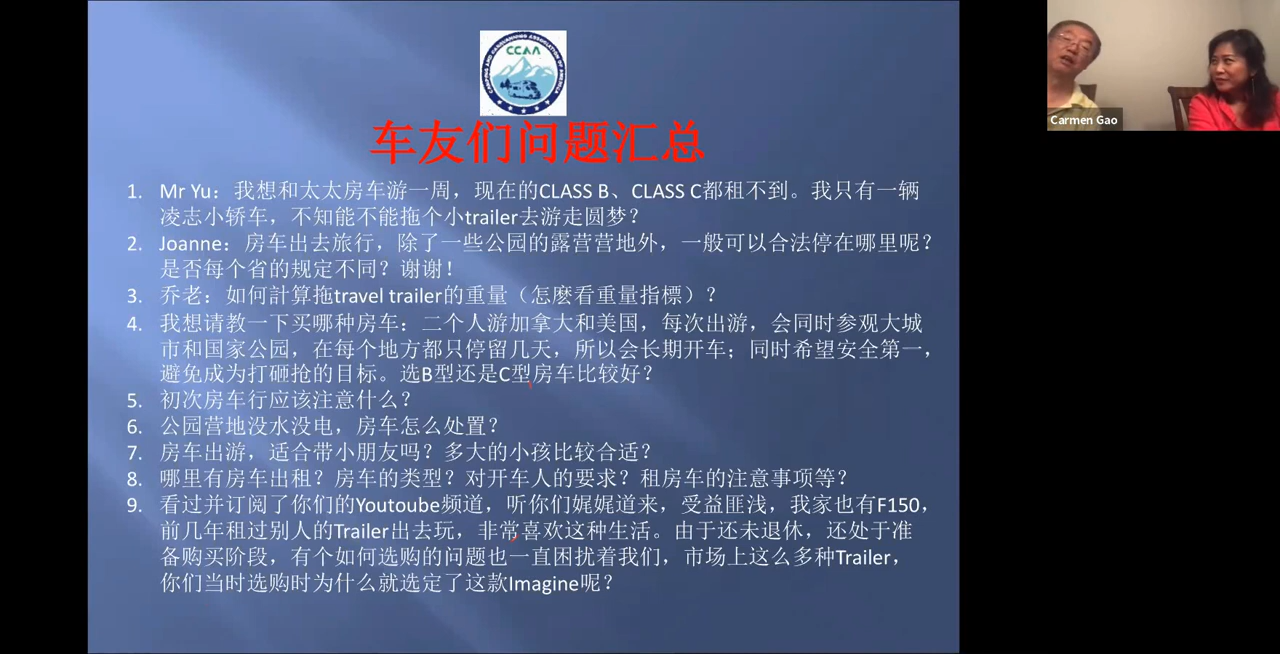 CCAA
CAMPING AND CARAVANNING ASSOCIATION OF AMERICA
车友们问题汇总
1. Mr Yu：我想和太太房车游一周，现在的CLASS B、CLASS C都租不到。我只有一辆
凌志小轿车，不知能不能拖个小trailer去游走圆梦？
2. Joanne：房车出去旅行，除了一些公园的露营营地外，一般可以合法停在哪里呢？
是否每个省的规定不同？谢谢！
3. 乔老：如何計算拖travel trailer的重量（怎麽看重量指標）？
4. 我想请教一下买哪种房车：二个人游加拿大和美国，每次出游，会同时参观大城
市和国家公园，在每个地方都只停留几天，所以会长期开车；同时希望安全第一，
避免成为打砸抢的目标。选B型还是C型房车比较好？
5. 初次房车行应该注意什么？
6. 公园营地没水没电，房车怎么处置？
7. 房车出游，适合带小朋友吗？多大的小孩比较合适？
8. 哪里有房车出租？房车的类型？对开车人的要求？租房车的注意事项等？
9. 看过并订阅了你们的Youtoube频道，听你们娓娓道来，受益匪浅，我家也有F150，
前几年租过别人的Trailer出去玩，非常喜欢这种生活。由于还未退休，还处于准
备购买阶段，有个如何选购的问题也一直困扰着我们，市场上这么多种Trailer，
你们当时选购时为什么就选定了这款Imagine呢？
Carmen Gao